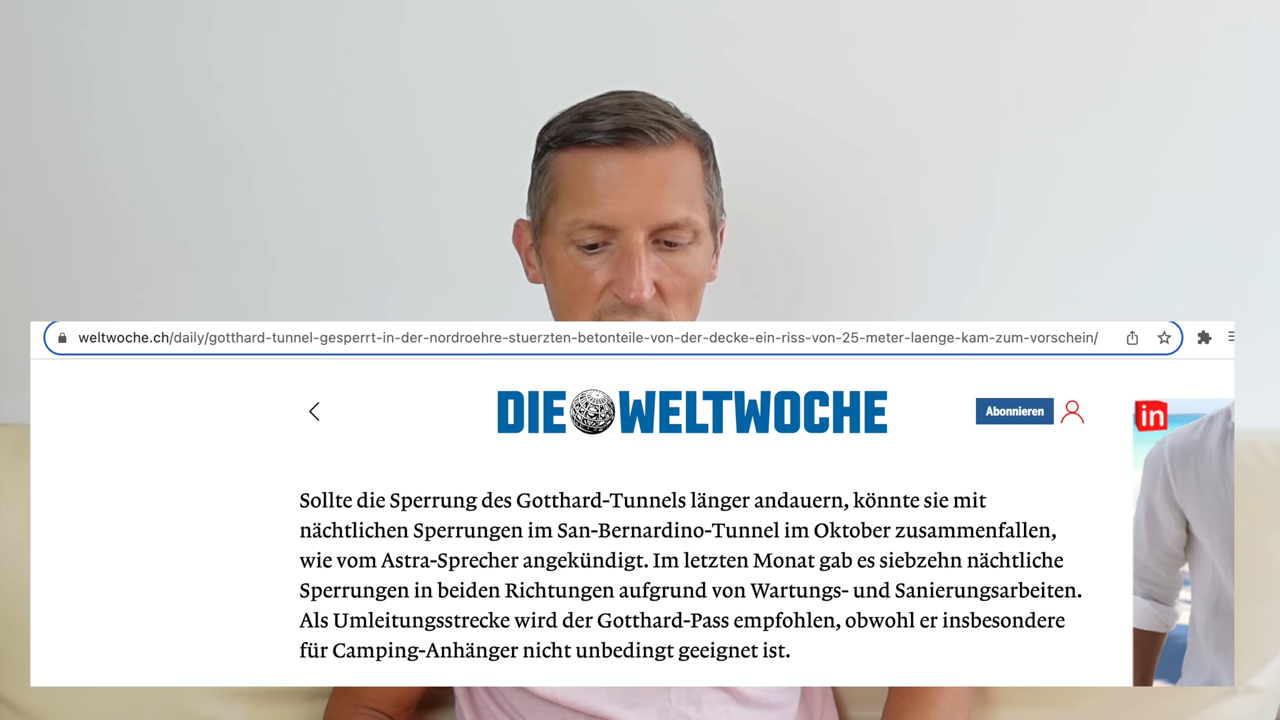 weltwoche.ch/daily/gotthard-tunnel-gesperrt-in-der-nordroehre-stuerzten-betonteile-von-der-decke-ein-riss-von-25-meter-laenge-kam-zum-vorschein/
DIE WELTWOCHE
Abonnieren
in
Sollte die Sperrung des Gotthard-Tunnels länger andauern, könnte sie mit
nächtlichen Sperrungen im San-Bernardino-Tunnel im Oktober zusammenfallen,
wie vom Astra-Sprecher angekündigt. Im letzten Monat gab es siebzehn nächtliche
Sperrungen in beiden Richtungen aufgrund von Wartungs- und Sanierungsarbeiten.
Als Umleitungsstrecke wird der Gotthard-Pass empfohlen, obwohl er insbesondere
für Camping-Anhänger nicht unbedingt geeignet ist.